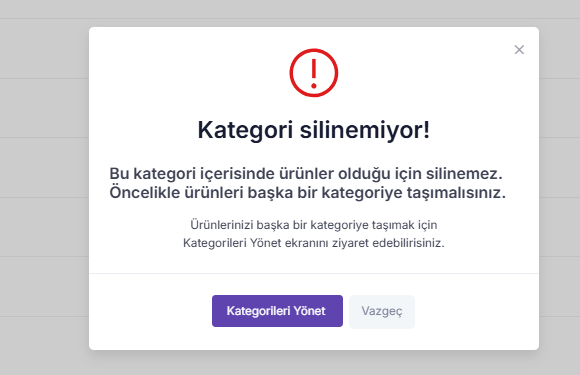 Kategori silinemiyor!
Bu kategori içerisinde ürünler olduğu için silinemez.
Öncelikle ürünleri başka bir kategoriye taşımalısınız.
Ürünlerinizi başka bir kategoriye taşımak için
Kategorileri Yönet ekranını ziyaret edebilirisiniz.
Kategorileri Yönet
Vazgeç